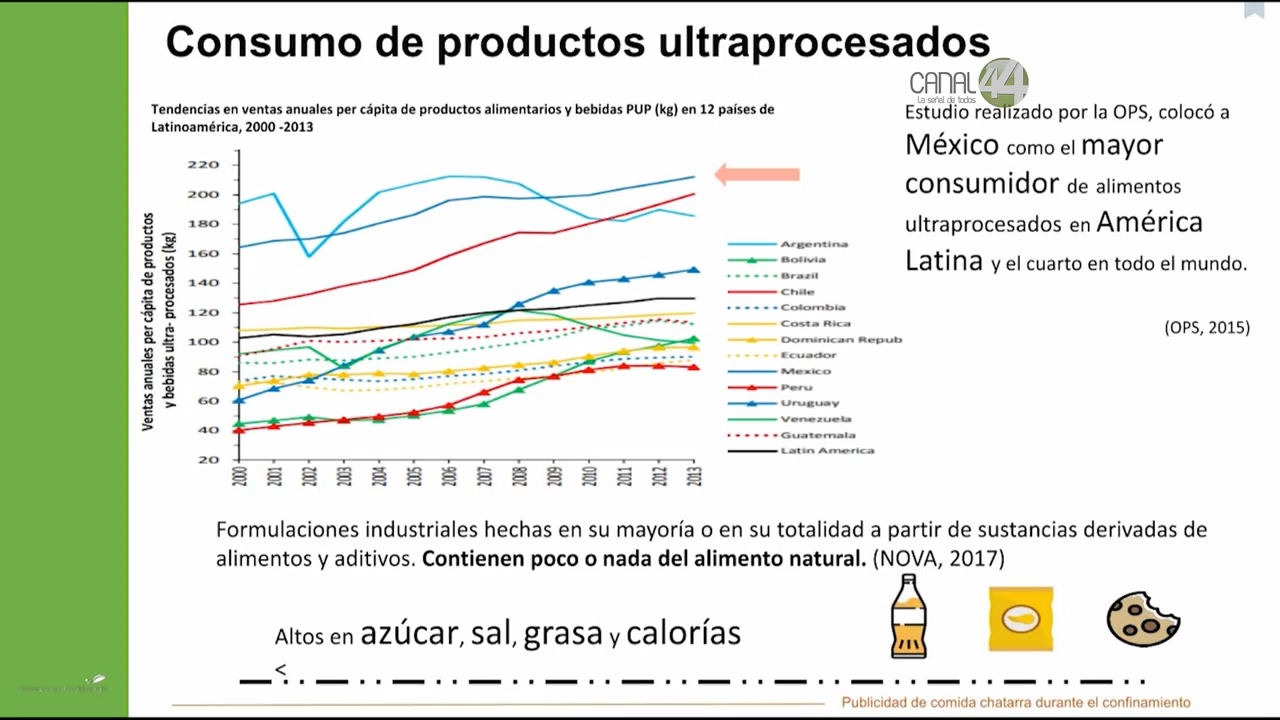 Consumo de productos ultraprocesados
CANAL 44
La señal de todos
Tendencias en ventas anuales per cápita de productos alimentarios y bebidas PUP (kg) en 12 países de
Latinoamérica, 2000 -2013
Ventas anuales per cápita de productos
y bebidas ultra- procesados (kg)
220
200
180
160
140
120
100
80
60
40
20
2000 2001 2002 2003 2004 2005 2006 2007 2008 2009 2010 2011 2012 2013
Argentina
Bolivia
Brazil
Chile
Colombia
Costa Rica
Dominican Repub
Ecuador
Mexico
Peru
Uruguay
Venezuela
Guatemala
Latin America
Estudio realizado por la OPS, colocó a
México como el mayor
consumidor de alimentos
ultraprocesados en América
Latina y el cuarto en todo el mundo.
(OPS, 2015)
Formulaciones industriales hechas en su mayoría o en su totalidad a partir de sustancias derivadas de
alimentos y aditivos. Contienen poco o nada del alimento natural. (NOVA, 2017)
Altos en azúcar, sal, grasa y calorías
<
Publicidad de comida chatarra durante el confinamiento